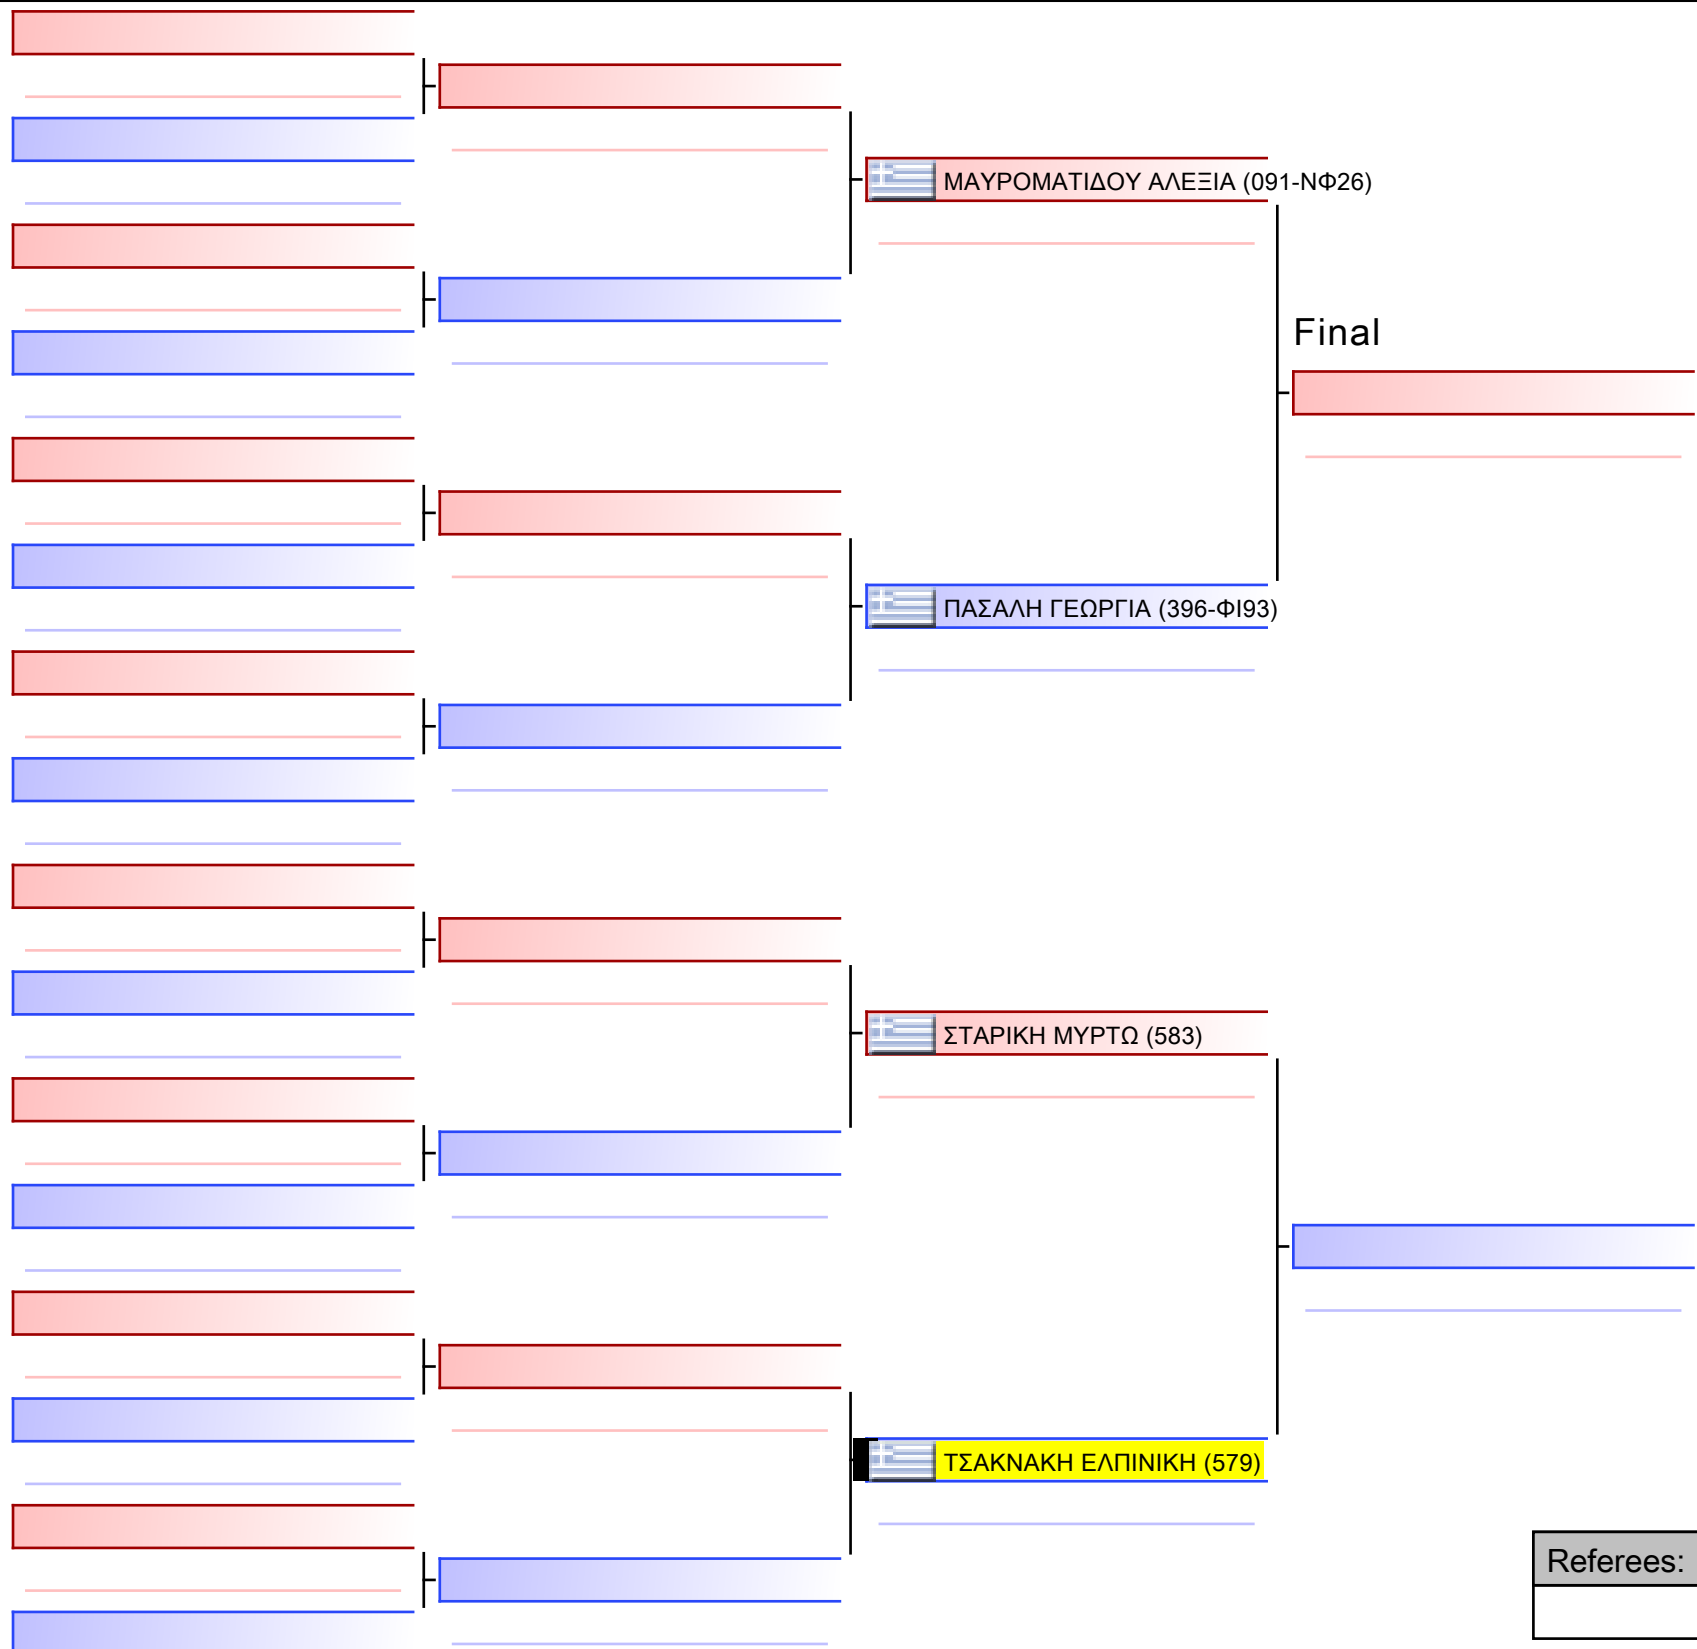 ΜΑΥΡΟΜΑΤΙΔΟΥ ΑΛΕΞΙΑ (091-ΝΦ26)
Final
ΠΑΣΑΛΗ ΓΕΩΡΓΙΑ (396-ΦΙ93)
ΣΤΑΡΙΚΗ ΜΥΡΤΩ (583)
ΤΣΑΚΝΑΚΗ ΕΛΠΙΝΙΚΗ (579)
Referees: